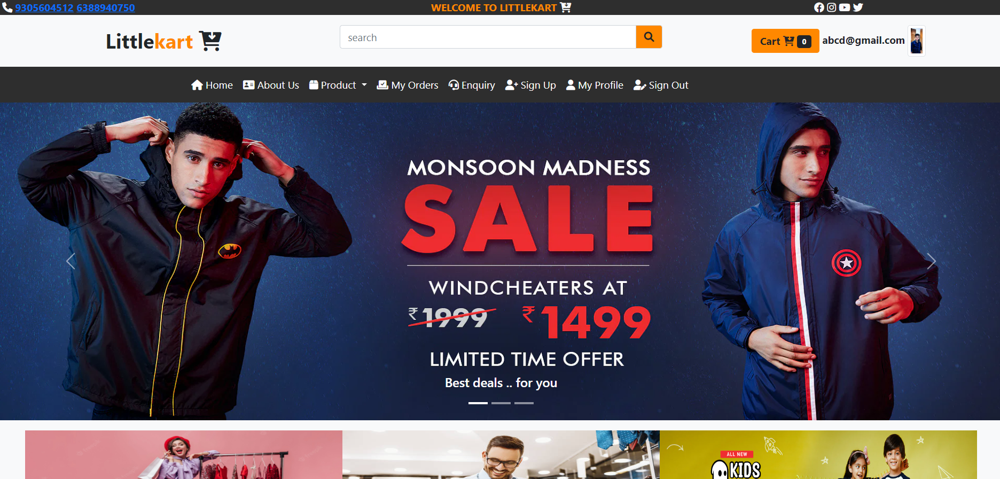 9305604512 6388940750
WELCOME TO LITTLEKART
Littlekart
search
Cart 0
abcd@gmail.com
Home About Us Product My Orders Enquiry Sign Up My Profile Sign Out
MONSOON MADNESS
SALE
WINDCHEATERS AT
₹1999 ₹1499
LIMITED TIME OFFER
Best deals .. for you
ALL NEW
KIDS